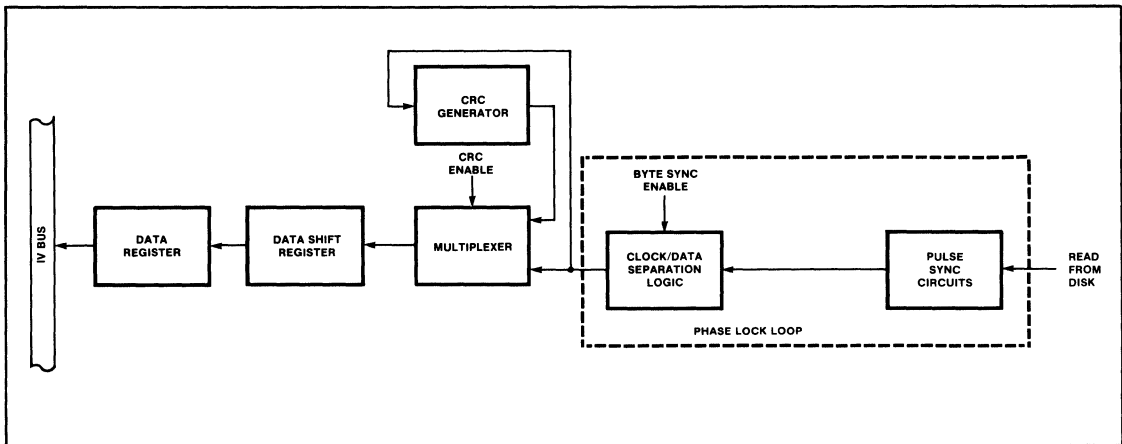 CRC
GENERATOR
CRC
ENABLE
BYTE SYNC
ENABLE
IV BUS
DATA
REGISTER
DATA SHIFT
REGISTER
MULTIPLEXER
CLOCK/DATA
SEPARATION
LOGIC
PULSE
SYNC
CIRCUITS
READ
FROM
DISK
PHASE LOCK LOOP